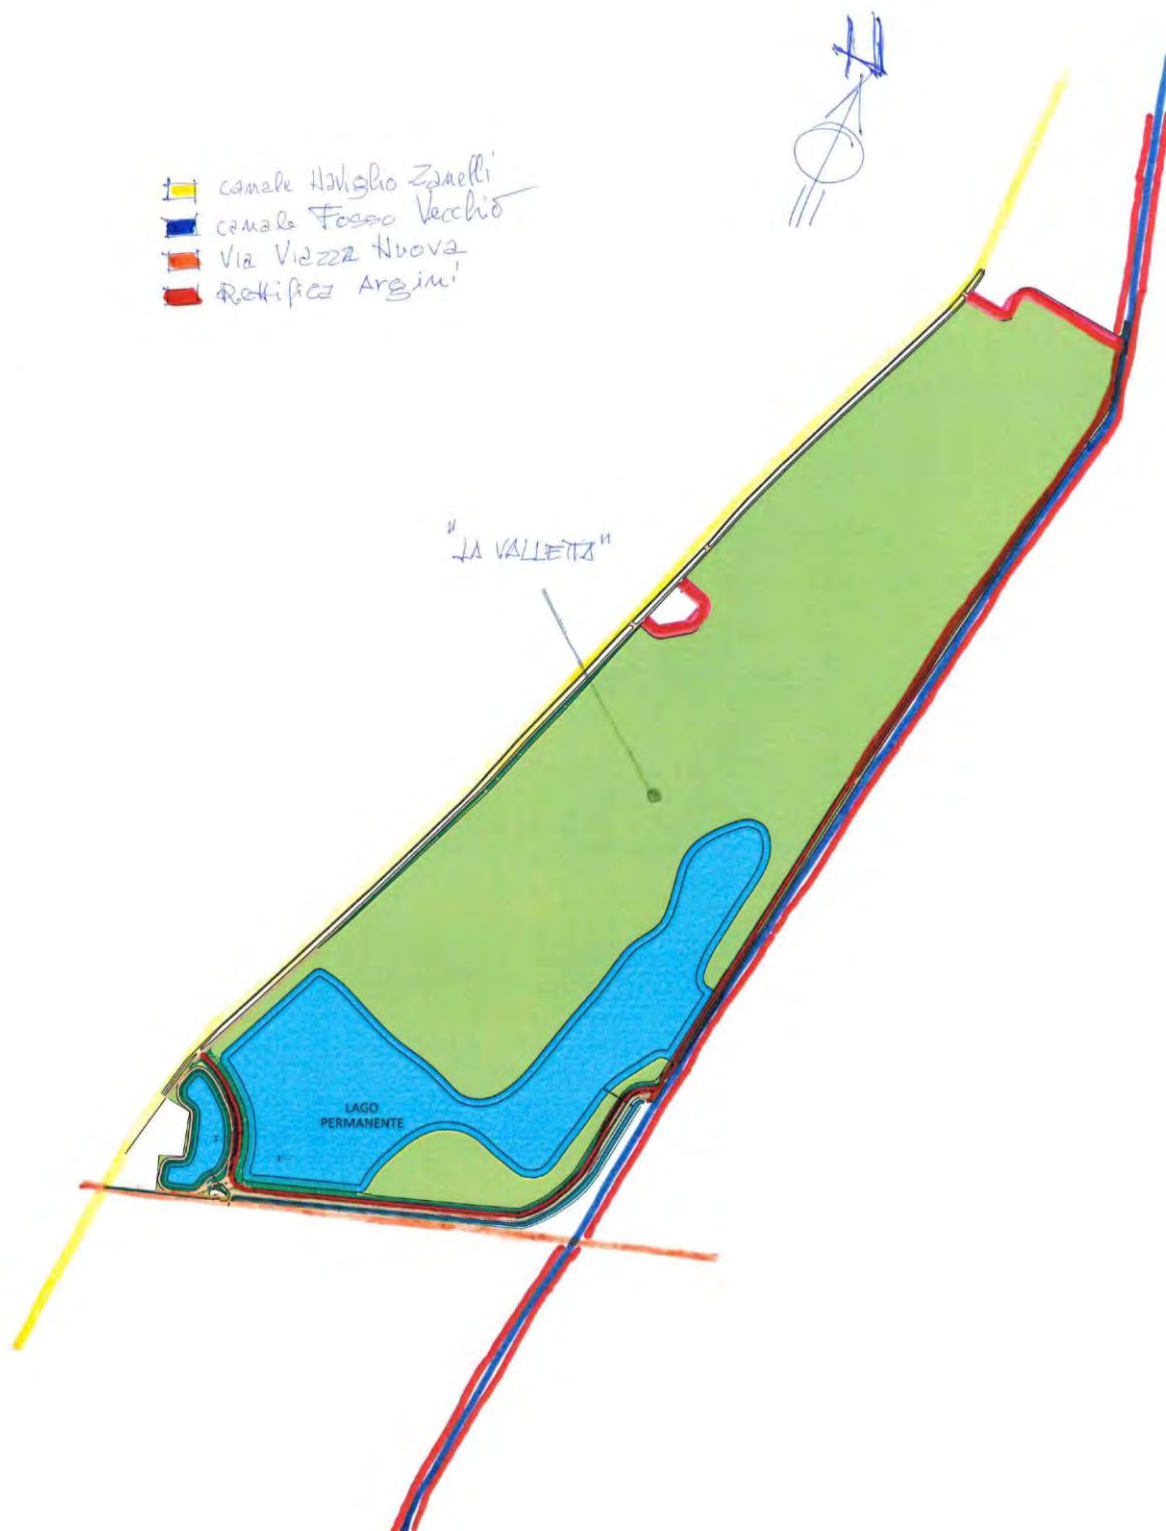 N
canale Naviglio Zanelli
canale Fosso Vecchio
Via Viazza Nuova
Rettifica Argini
"LA VALLETTA"
LAGO
PERMANENTE